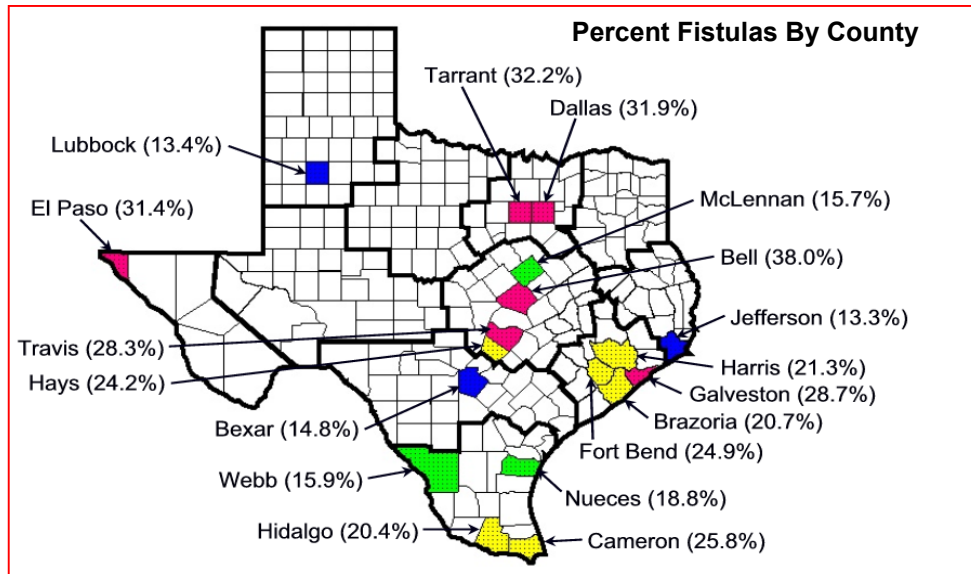 Percent Fistulas By County
Tarrant (32.2%)
Dallas (31.9%)
Lubbock (13.4%)
McLennan (15.7%)
El Paso (31.4%)
Bell (38.0%)
Jefferson (13.3%)
Travis (28.3%)
Harris (21.3%)
Hays (24.2%)
Galveston (28.7%)
Brazoria (20.7%)
Bexar (14.8%)
Fort Bend (24.9%)
Webb (15.9%)
Nueces (18.8%)
Hidalgo (20.4%)
Cameron (25.8%)